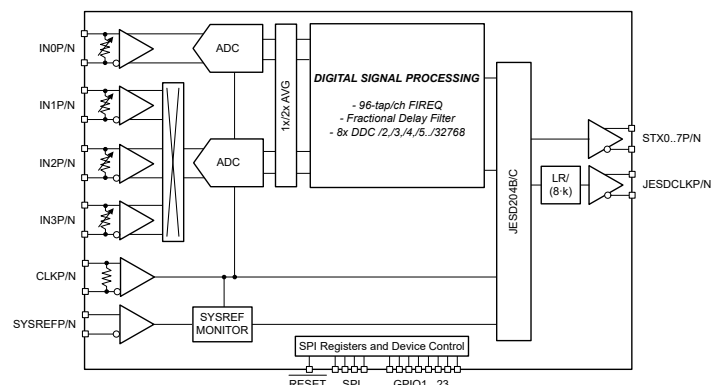 IN0P/N
IN1P/N
IN2P/N
IN3P/N
CLKP/N
SYSREFP/N
ADC
ADC
1x/2x AVG
DIGITAL SIGNAL PROCESSING
- 96-tap/ch FIREQ
- Fractional Delay Filter
- 8x DDC /2,/3,/4,/5../32768
JESD204B/C
LR/
(8·k)
STX0..7P/N
JESDCLKP/N
SYSREF
MONITOR
SPI Registers and Device Control
RESET SPI GPIO1...23